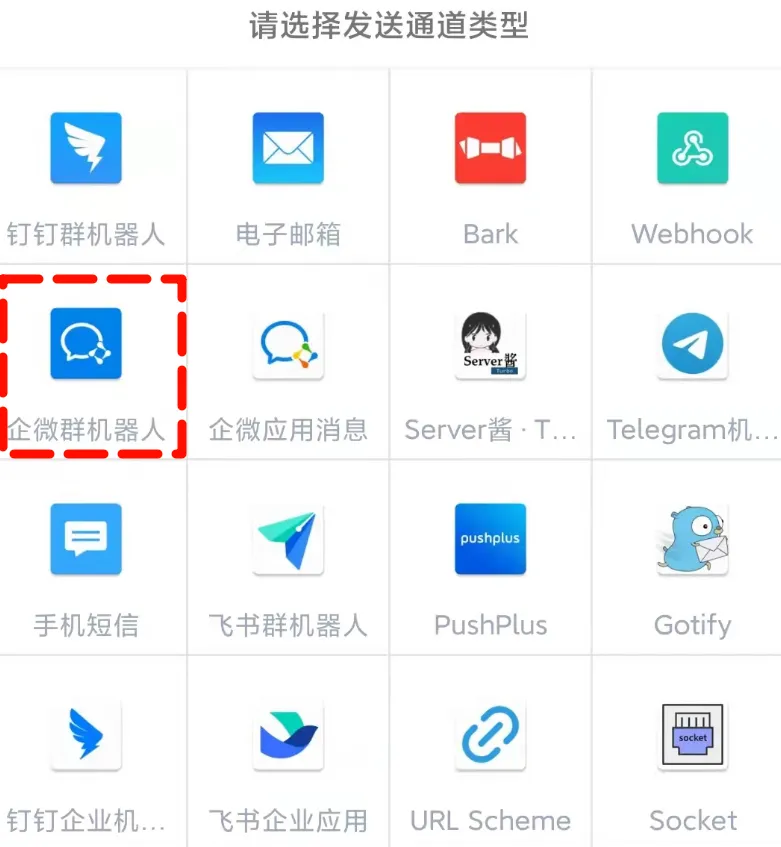 请选择发送通道类型
钉钉群机器人
电子邮箱
Bark
Webhook
企微群机器人
企微应用消息
Server酱
Turbo
Server酱·T...
Telegram机...
手机短信
飞书群机器人
pushplus
PushPlus
Gotify
钉钉企业机...
飞书企业应用
URL Scheme
socket
Socket